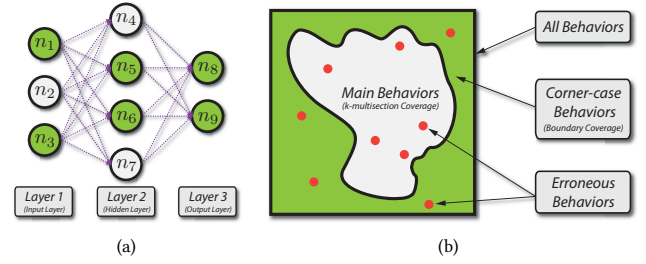 n1
n2
n3
n4
n5
n6
n7
n8
n9
Layer 1
(Input Layer)
Layer 2
(Hidden Layer)
Layer 3
(Output Layer)
(a)
Main Behaviors
(k-multisection Coverage)
All Behaviors
Corner-case
Behaviors
(Boundary Coverage)
Erroneous
Behaviors
(b)